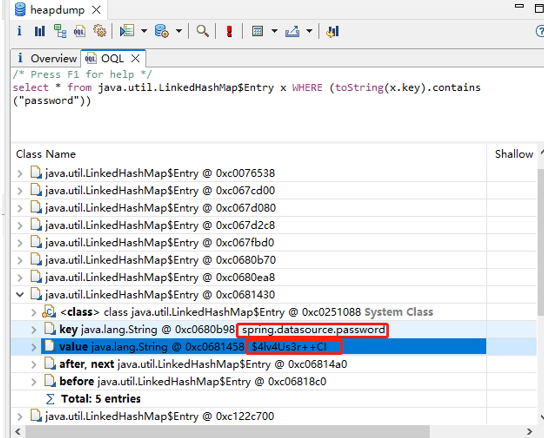 heapdump
Overview OQL
/* Press F1 for help */
select * from java.util.LinkedHashMap$Entry x WHERE (toString(x.key).contains
("password"))
Class Name Shallow
java.util.LinkedHashMap$Entry @ 0xc0076538
java.util.LinkedHashMap$Entry @ 0xc067cd00
java.util.LinkedHashMap$Entry @ 0xc067d080
java.util.LinkedHashMap$Entry @ 0xc067d2c8
java.util.LinkedHashMap$Entry @ 0xc067fbd0
java.util.LinkedHashMap$Entry @ 0xc0680b70
java.util.LinkedHashMap$Entry @ 0xc0680ea8
java.util.LinkedHashMap$Entry @ 0xc0681430
<class> class java.util.LinkedHashMap$Entry @ 0xc0251088 System Class
key java.lang.String @ 0xc0680b98 spring.datasource.password
value java.lang.String @ 0xc0681458 $4lv4Us3r++CI
after, next java.util.LinkedHashMap$Entry @ 0xc06814a0
before java.util.LinkedHashMap$Entry @ 0xc06818c0
Σ Total: 5 entries
java.util.LinkedHashMap$Entry @ 0xc122c700